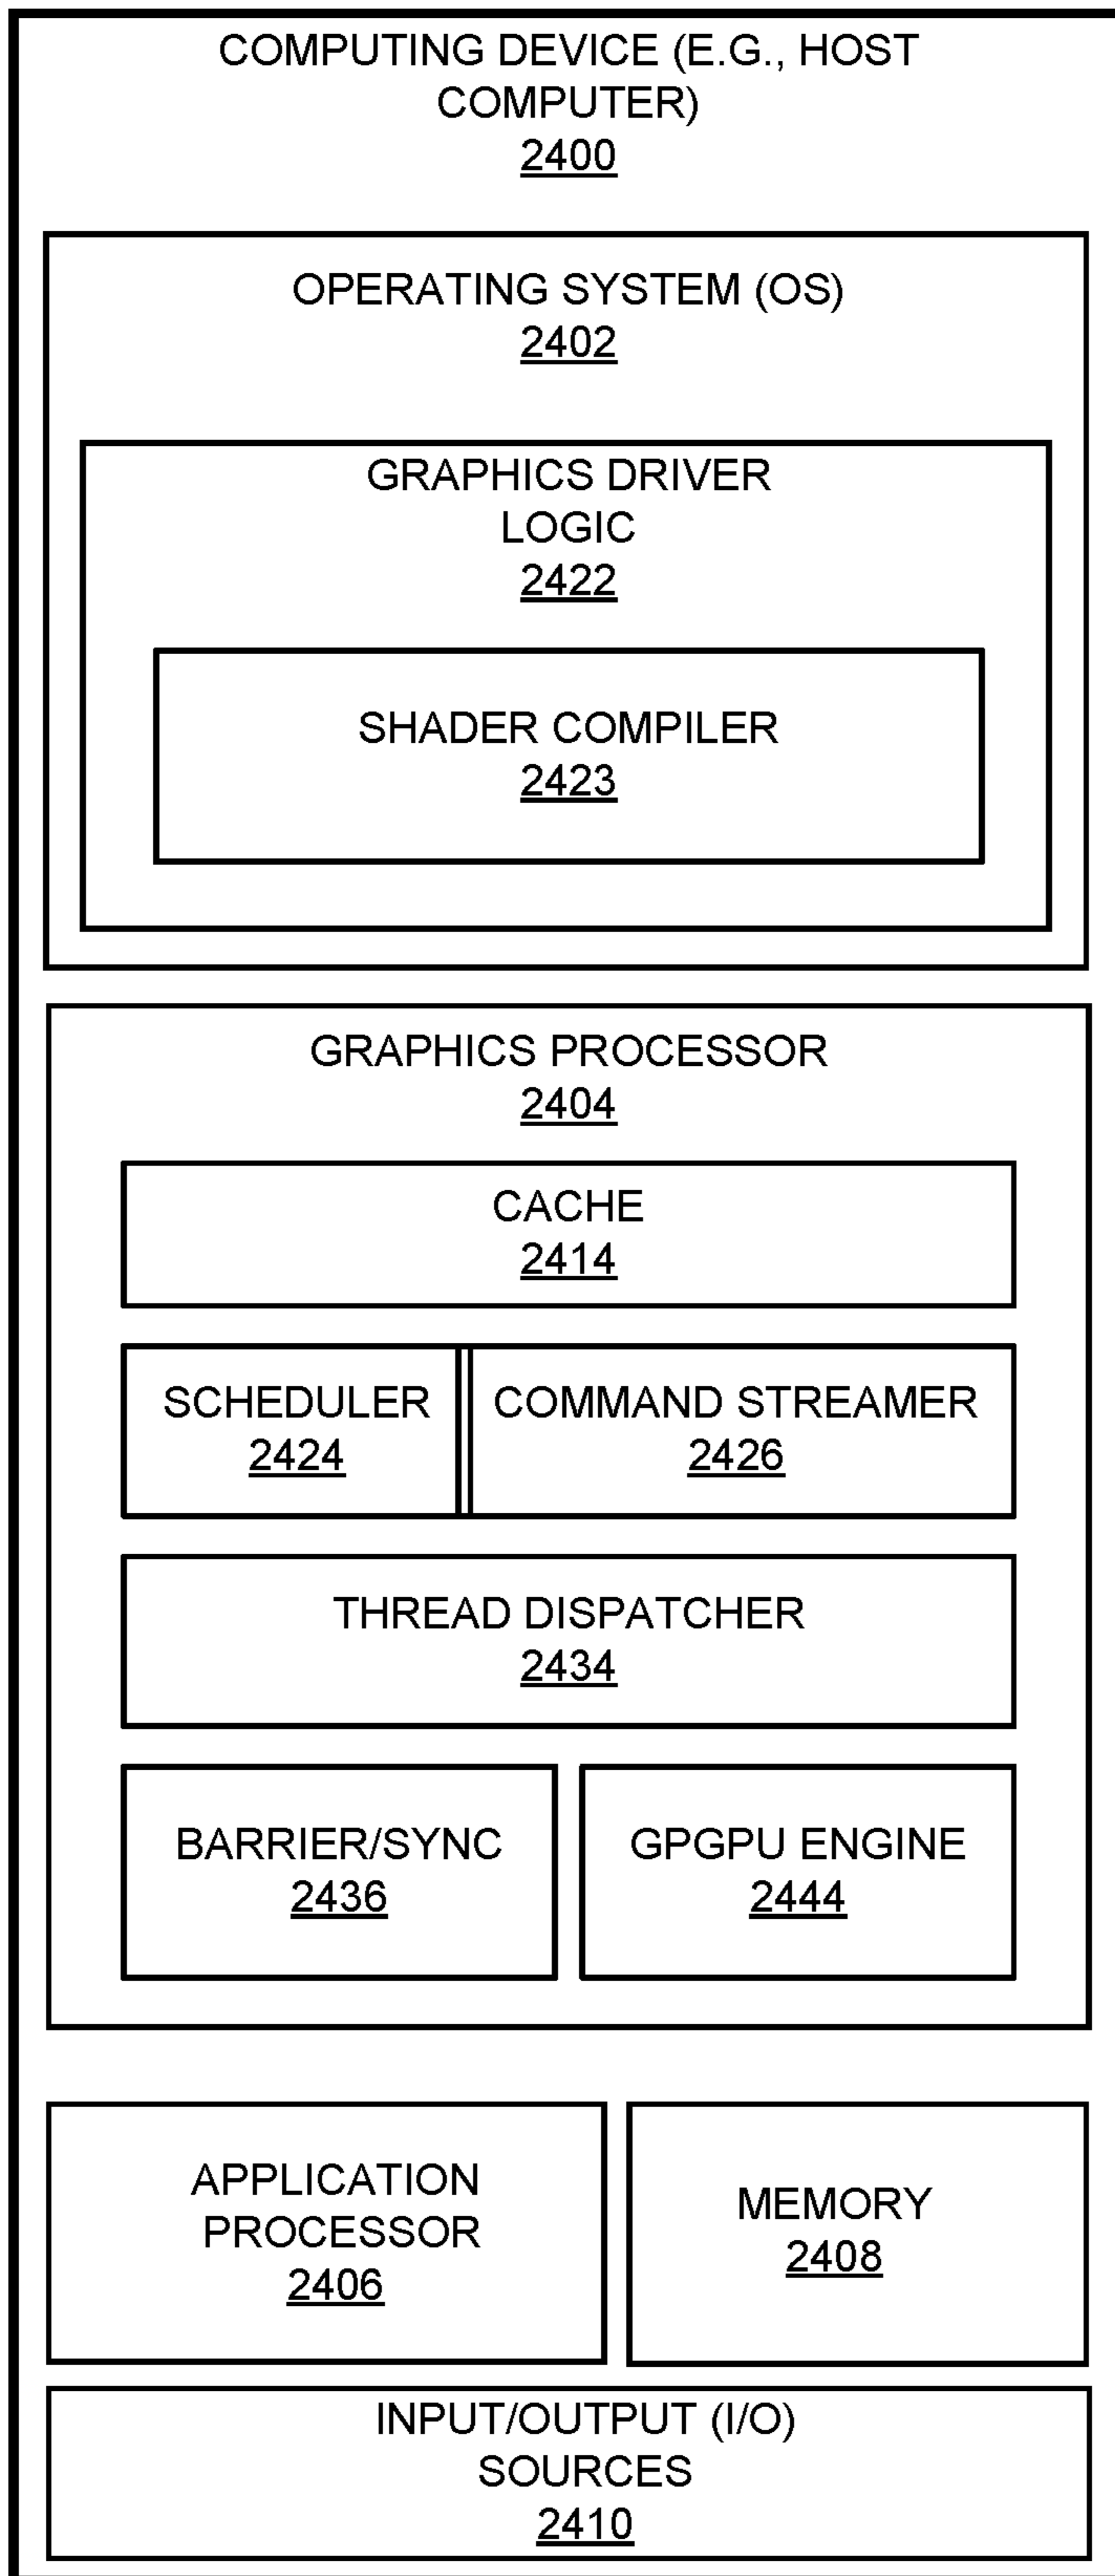 COMPUTING DEVICE (E.G., HOST
COMPUTER)
2400
OPERATING SYSTEM (OS)
2402
GRAPHICS DRIVER
LOGIC
2422
SHADER COMPILER
2423
GRAPHICS PROCESSOR
2404
CACHE
2414
SCHEDULER
2424
COMMAND STREAMER
2426
THREAD DISPATCHER
2434
BARRIER/SYNC
2436
GPGPU ENGINE
2444
APPLICATION
PROCESSOR
2406
MEMORY
2408
INPUT/OUTPUT (I/O)
SOURCES
2410